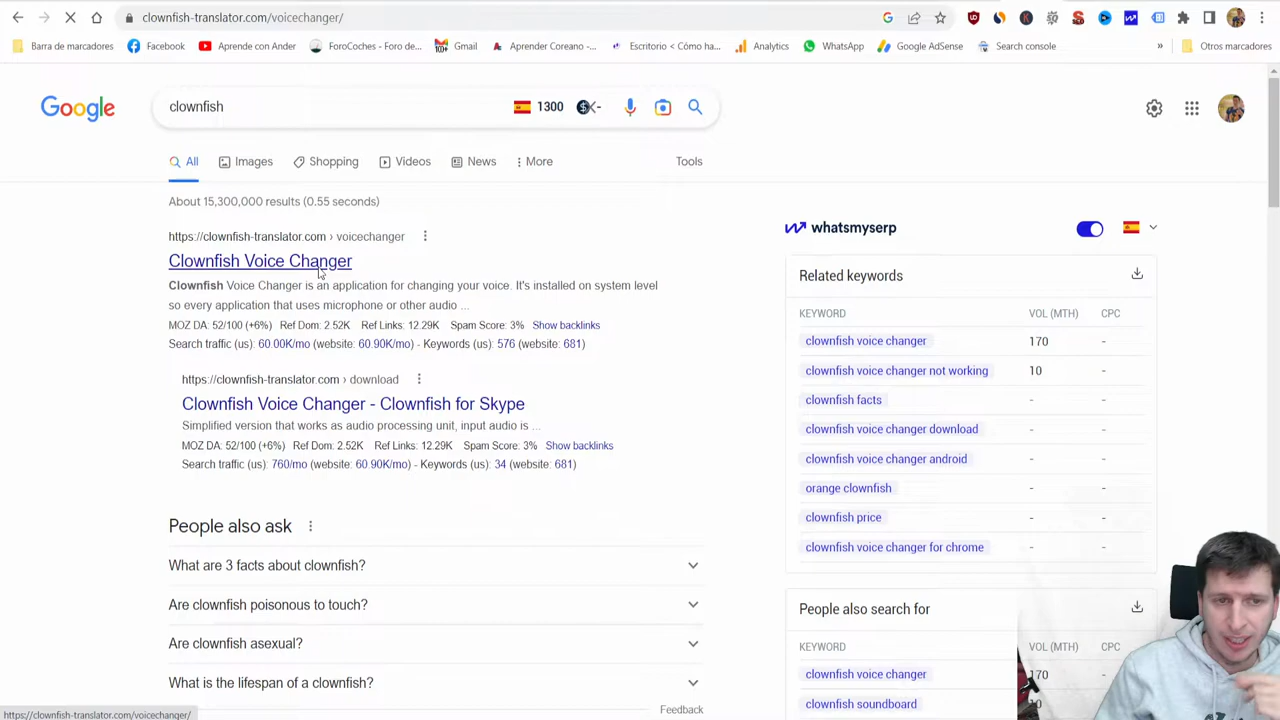 clownfish-translator.com/voicechanger/
Barra de marcadores
Facebook
Aprende con Ander
ForoCoches - Foro de...
Gmail
Aprender Coreano -...
Escritorio < Cómo ha...
Analytics
WhatsApp
Google AdSense
Search console
»
Otros marcadores
Google
clownfish
1300
All
Images
Shopping
Videos
News
More
Tools
About 15,300,000 results (0.55 seconds)
https://clownfish-translator.com › voicechanger
Clownfish Voice Changer
Clownfish Voice Changer is an application for changing your voice. It's installed on system level
so every application that uses microphone or other audio ...
MOZ DA: 52/100 (+6%) Ref Dom: 2.52K Ref Links: 12.29K Spam Score: 3% Show backlinks
Search traffic (us): 60.00K/mo (website: 60.90K/mo) - Keywords (us): 576 (website: 681)
https://clownfish-translator.com › download
Clownfish Voice Changer - Clownfish for Skype
Simplified version that works as audio processing unit, input audio is ...
MOZ DA: 52/100 (+6%) Ref Dom: 2.52K Ref Links: 12.29K Spam Score: 3% Show backlinks
Search traffic (us): 760/mo (website: 60.90K/mo) - Keywords (us): 34 (website: 681)
People also ask
What are 3 facts about clownfish?
Are clownfish poisonous to touch?
Are clownfish asexual?
What is the lifespan of a clownfish?
Feedback
whatsmyserp
Related keywords
KEYWORD VOL (MTH) CPC
clownfish voice changer 170 -
clownfish voice changer not working 10 -
clownfish facts - -
clownfish voice changer download - -
clownfish voice changer android - -
orange clownfish - -
clownfish price - -
clownfish voice changer for chrome - -
People also search for
KEYWORD VOL (MTH) CPC
clownfish voice changer 170
clownfish soundboard
https://clownfish-translator.com/voicechanger/